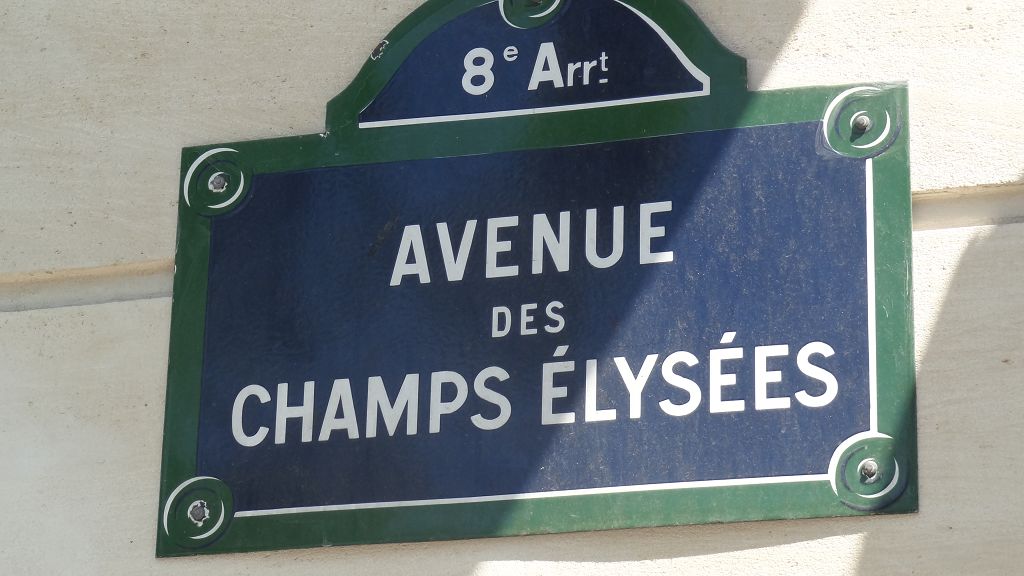 8e Arrt
AVENUE
DES
CHAMPS ÉLYSÉES